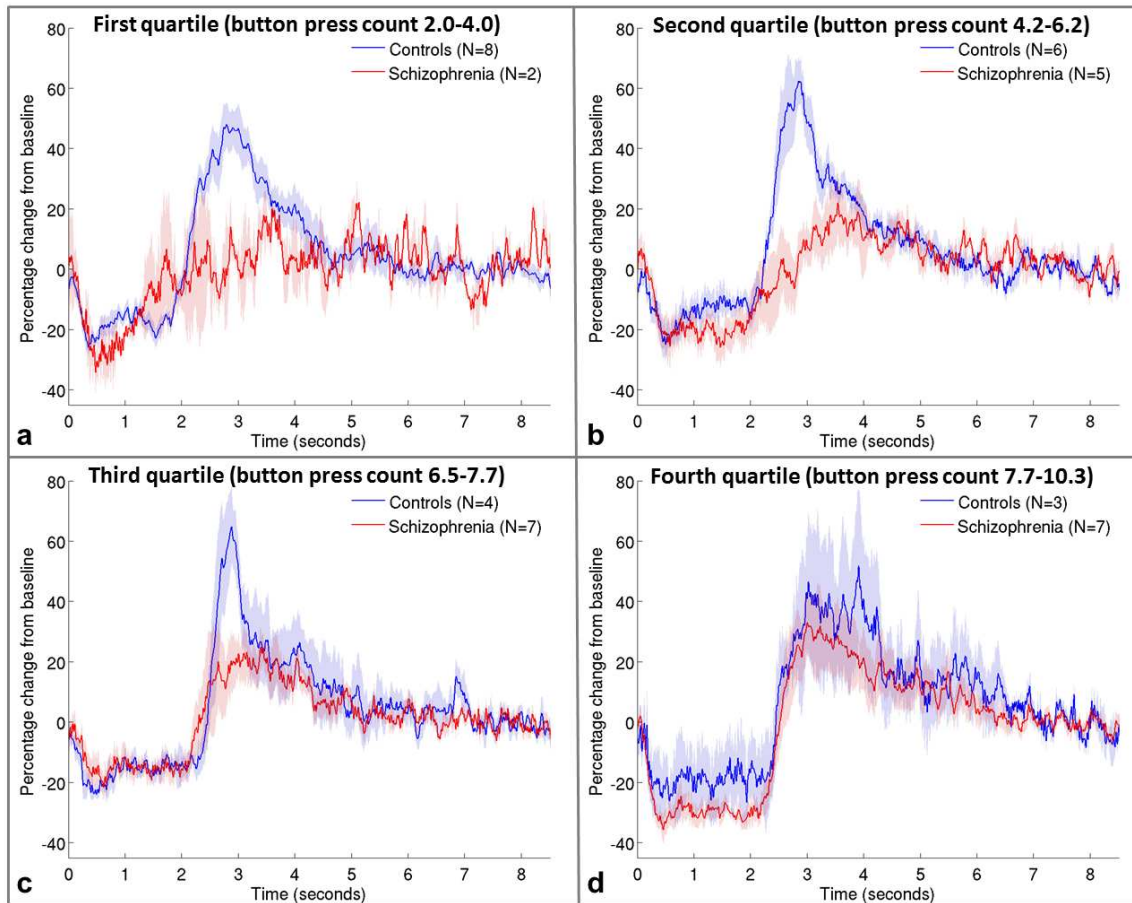 First quartile (button press count 2.0-4.0)
Controls (N=8)
Schizophrenia (N=2)
Percentage change from baseline
80
60
40
20
0
-20
-40
0 1 2 3 4 5 6 7 8
Time (seconds)
a
Second quartile (button press count 4.2-6.2)
Controls (N=6)
Schizophrenia (N=5)
Percentage change from baseline
80
60
40
20
0
-20
-40
0 1 2 3 4 5 6 7 8
Time (seconds)
b
Third quartile (button press count 6.5-7.7)
Controls (N=4)
Schizophrenia (N=7)
Percentage change from baseline
80
60
40
20
0
-20
-40
0 1 2 3 4 5 6 7 8
Time (seconds)
c
Fourth quartile (button press count 7.7-10.3)
Controls (N=3)
Schizophrenia (N=7)
Percentage change from baseline
80
60
40
20
0
-20
-40
0 1 2 3 4 5 6 7 8
Time (seconds)
d